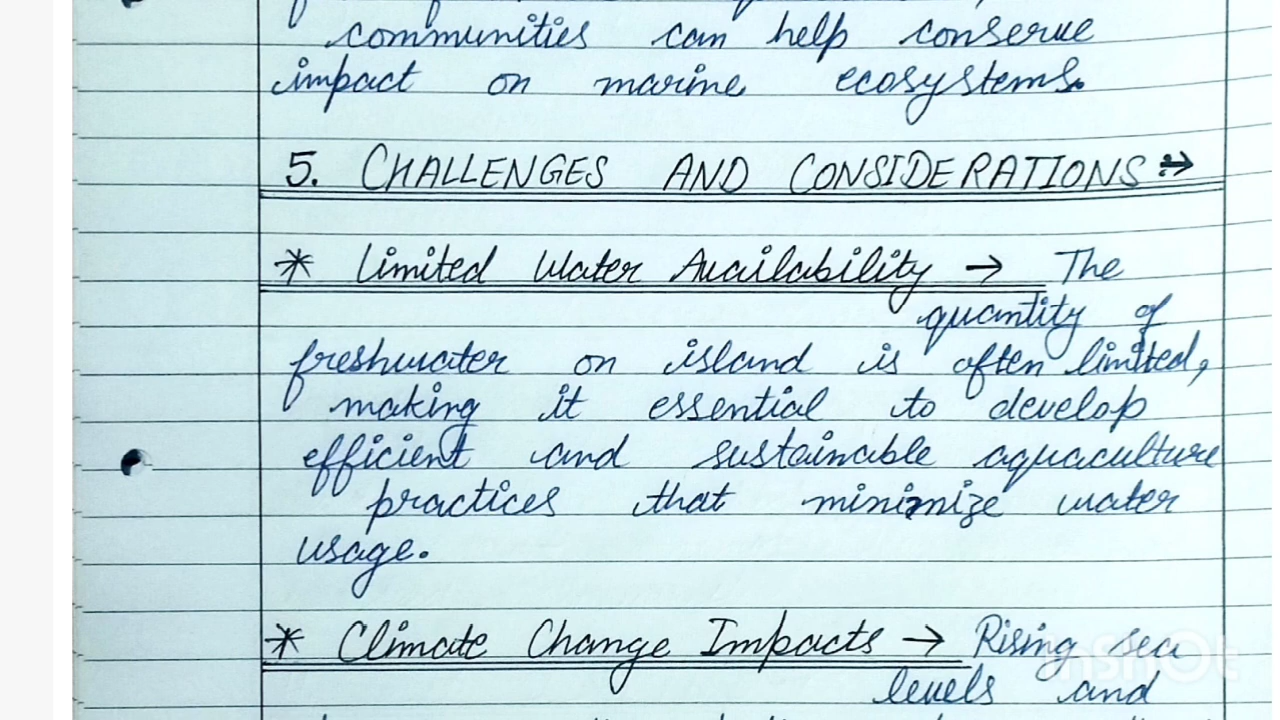 communities can help conserve
impact on marine ecosystems.
5. CHALLENGES AND CONSIDERATIONS :→
* Limited Water Availability → The
quantity of
freshwater on island is often limited,
making it essential to develop
efficient and sustainable aquaculture
practices that minimize water
usage.
* Climate Change Impacts → Rising sea
levels and
InShOt